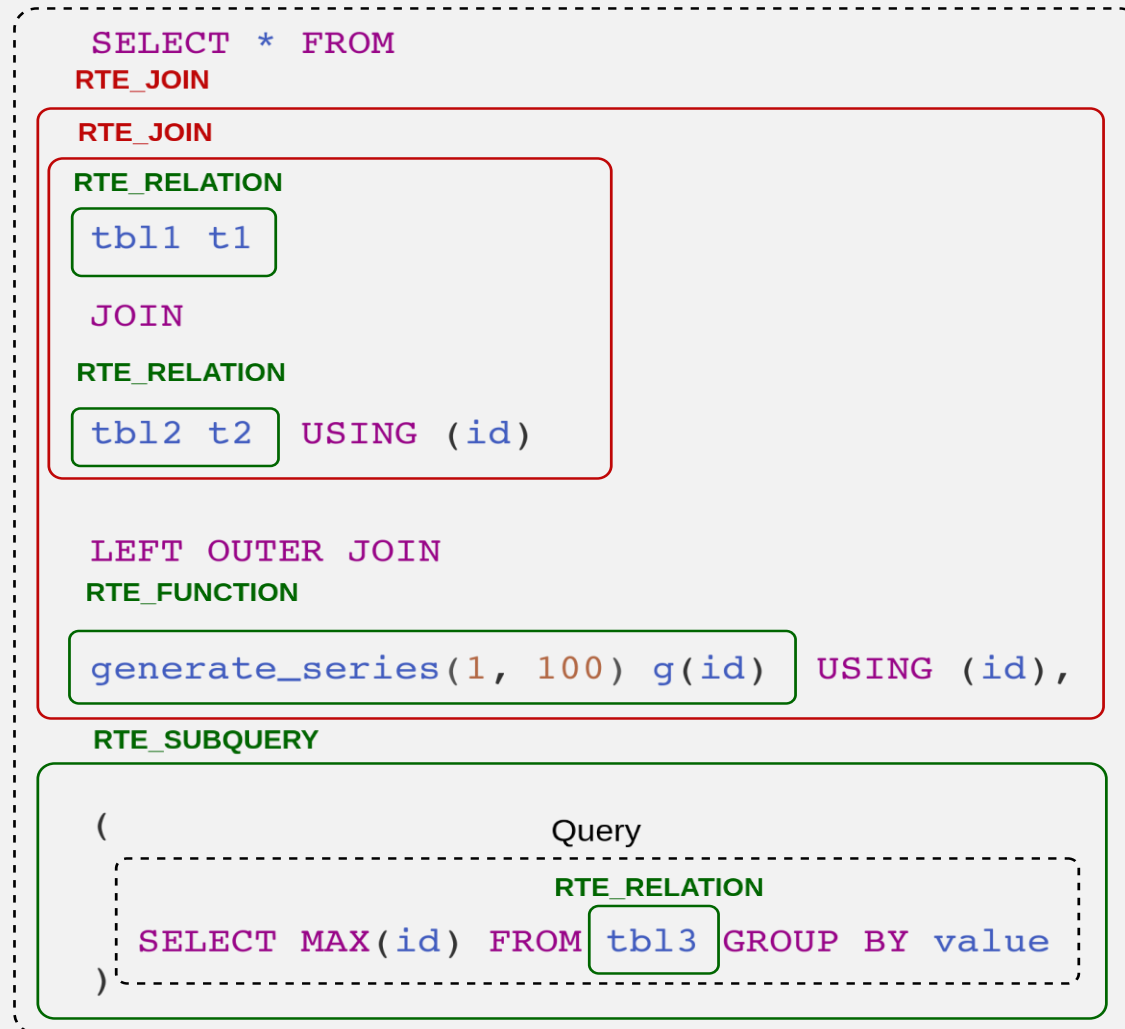 SELECT * FROM
RTE_JOIN
RTE_JOIN
RTE_RELATION
tbl1 t1
JOIN
RTE_RELATION
tbl2 t2 USING (id)
LEFT OUTER JOIN
RTE_FUNCTION
generate_series(1, 100) g(id) USING (id),
RTE_SUBQUERY
(
Query
RTE_RELATION
SELECT MAX(id) FROM tbl3 GROUP BY value
)